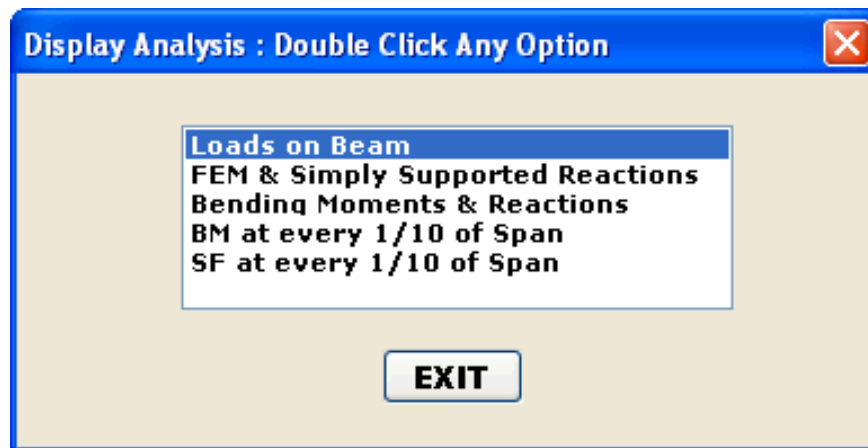 Display Analysis : Double Click Any Option
Loads on Beam
FEM & Simply Supported Reactions
Bending Moments & Reactions
BM at every 1/10 of Span
SF at every 1/10 of Span
EXIT